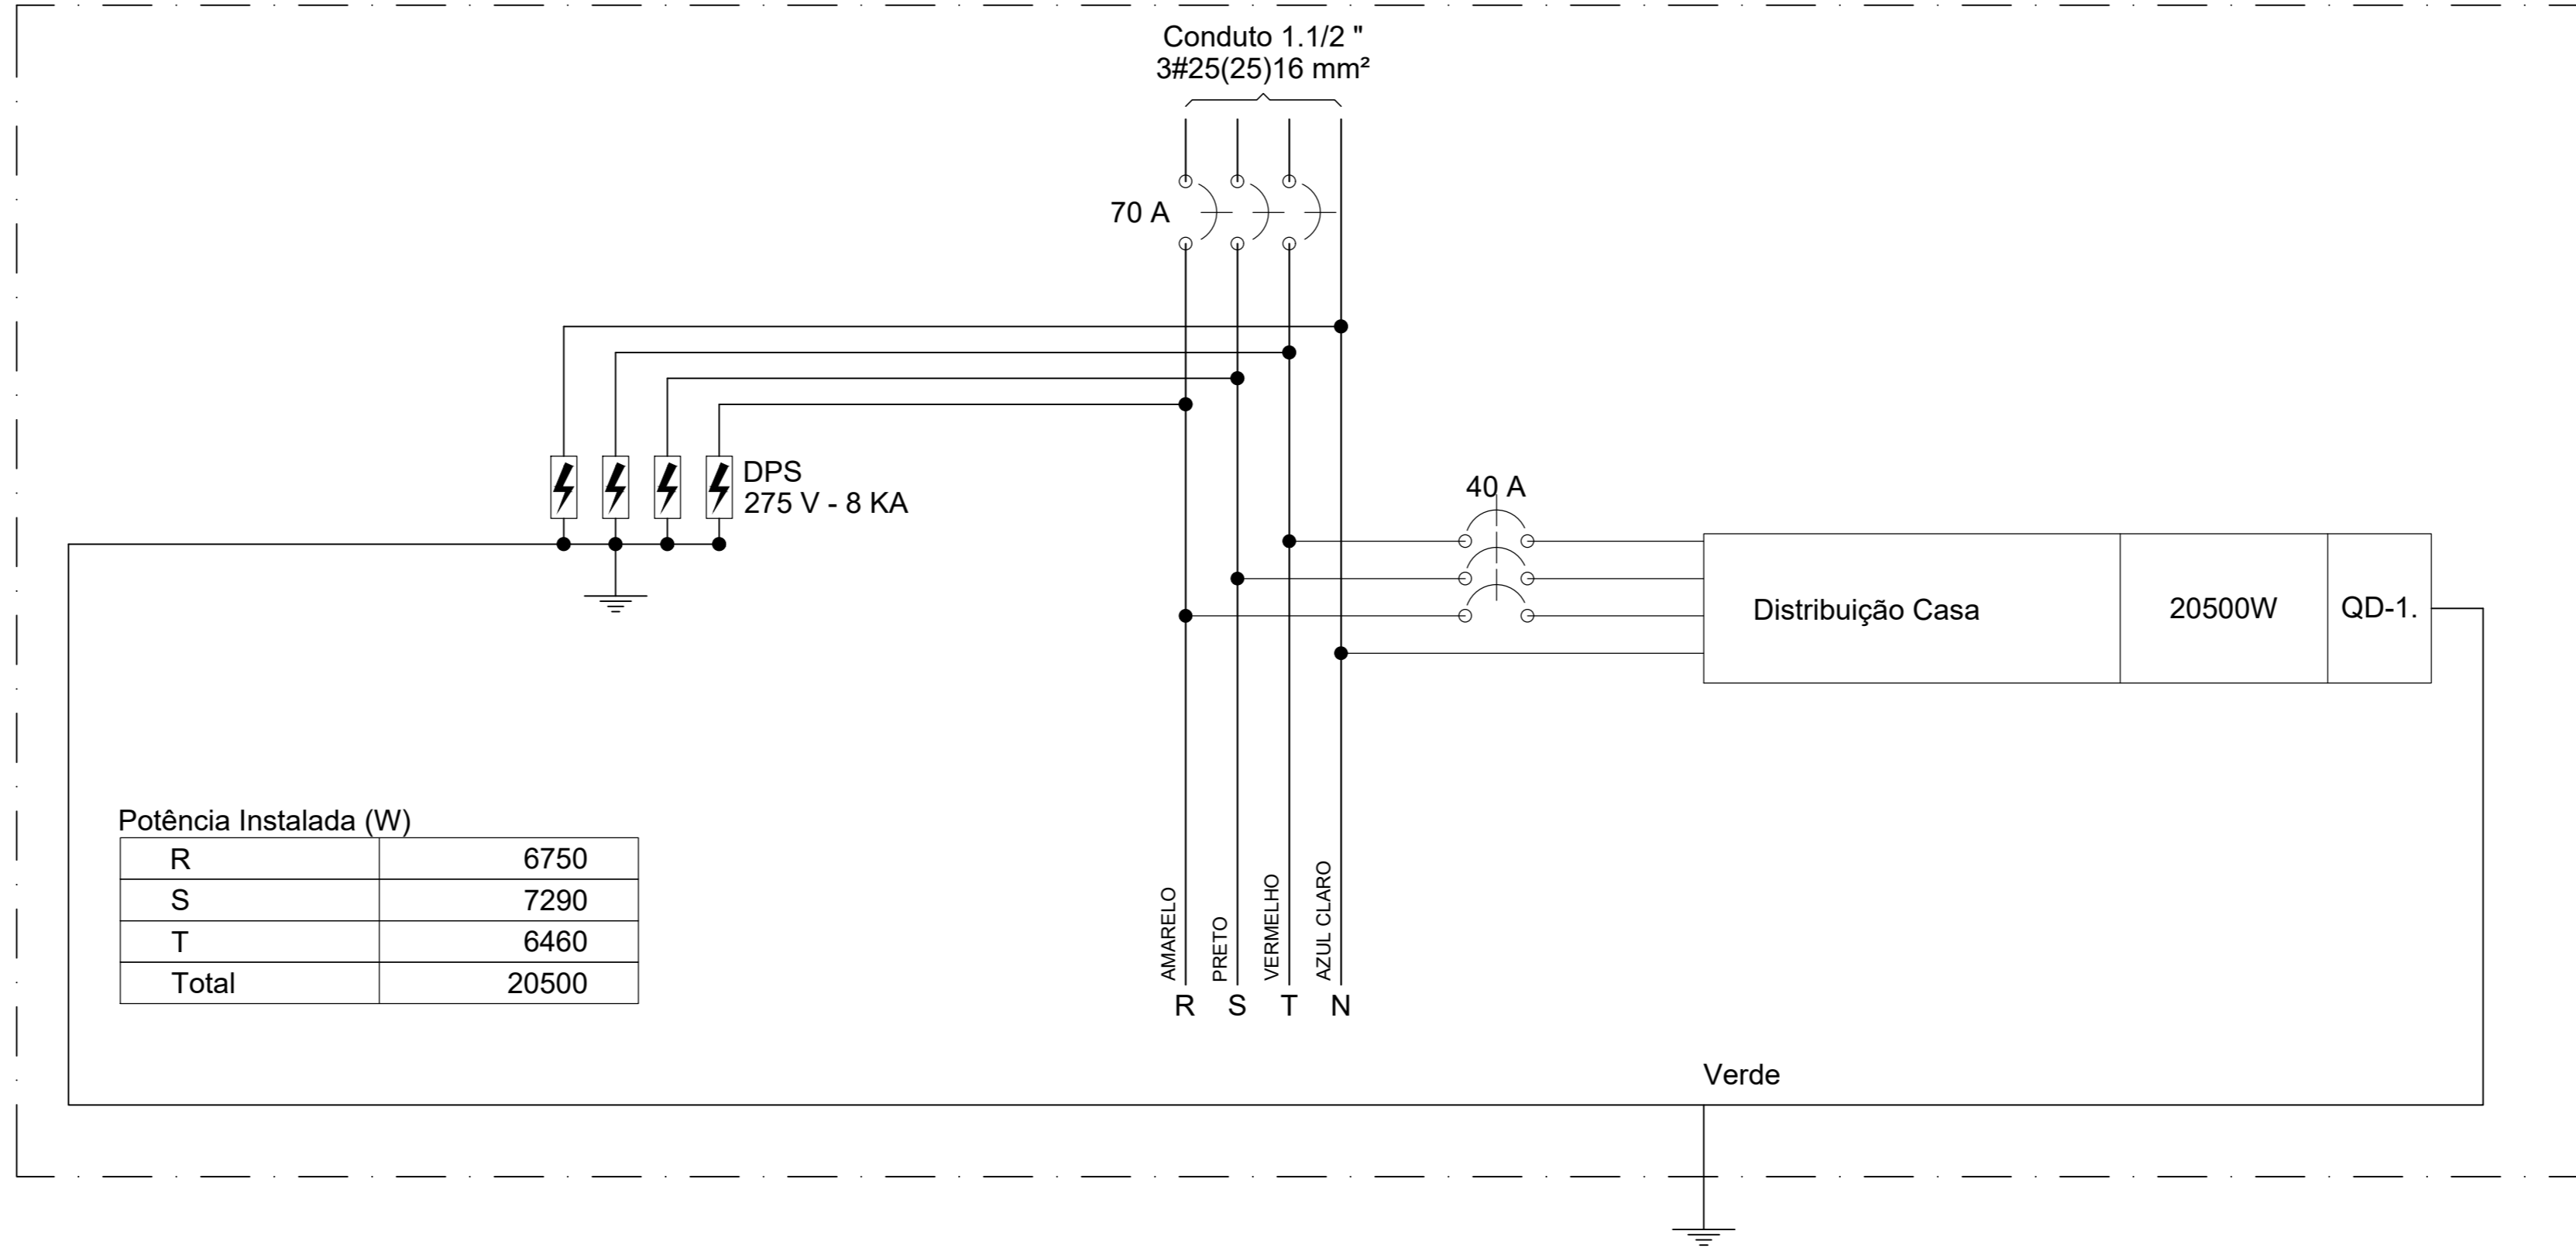 Conduto 1.1/2 "
3#25(25)16 mm²
70 A
DPS
275 V - 8 KA
40 A
Distribuição Casa 20500W QD-1.
Potência Instalada (W)
R 6750
S 7290
T 6460
Total 20500
AMARELO
PRETO
VERMELHO
AZUL CLARO
R S T N
Verde